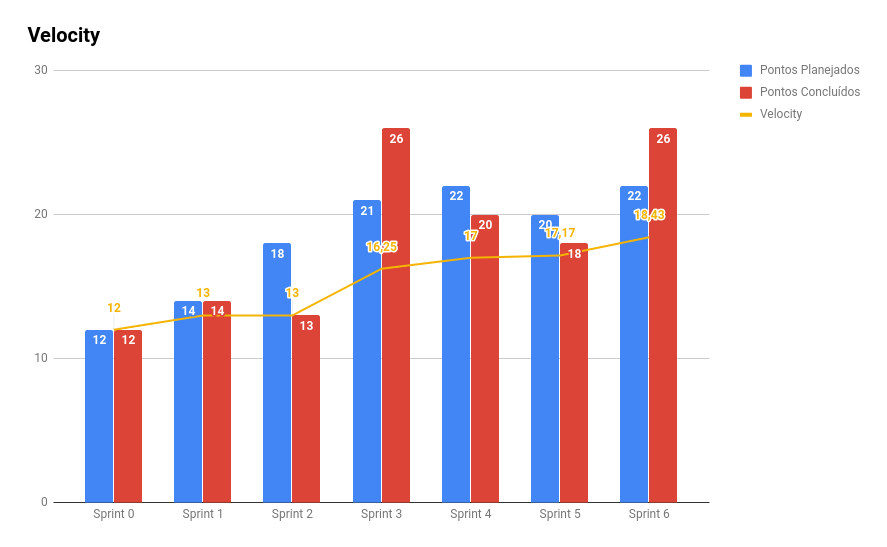 Velocity
30
20
10
0
Pontos Planejados
Pontos Concluídos
Velocity
12
12
12
14
13
14
18
13
13
21
16,25
26
22
17
20
20
17,17
18
22
18,43
26
Sprint 0
Sprint 1
Sprint 2
Sprint 3
Sprint 4
Sprint 5
Sprint 6